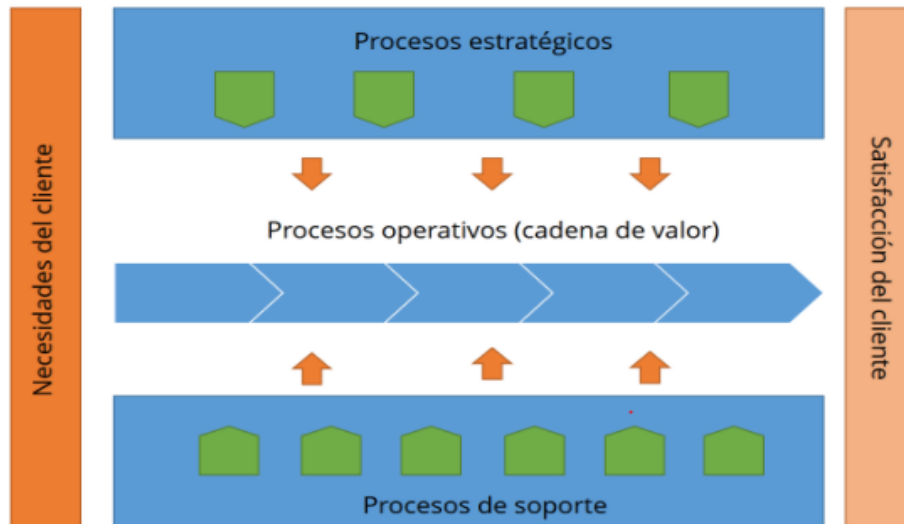 Necesidades del cliente
Procesos estratégicos
Procesos operativos (cadena de valor)
Procesos de soporte
Satisfacción del cliente